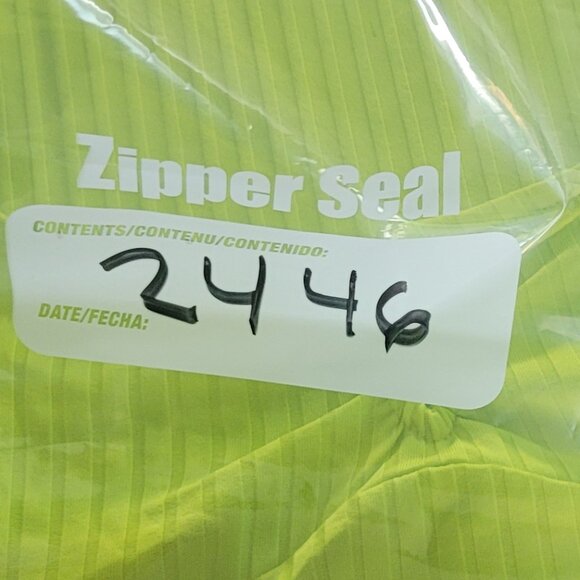 Zipper Seal
CONTENTS/CONTENU/CONTENIDO:
2446
DATE/FECHA: